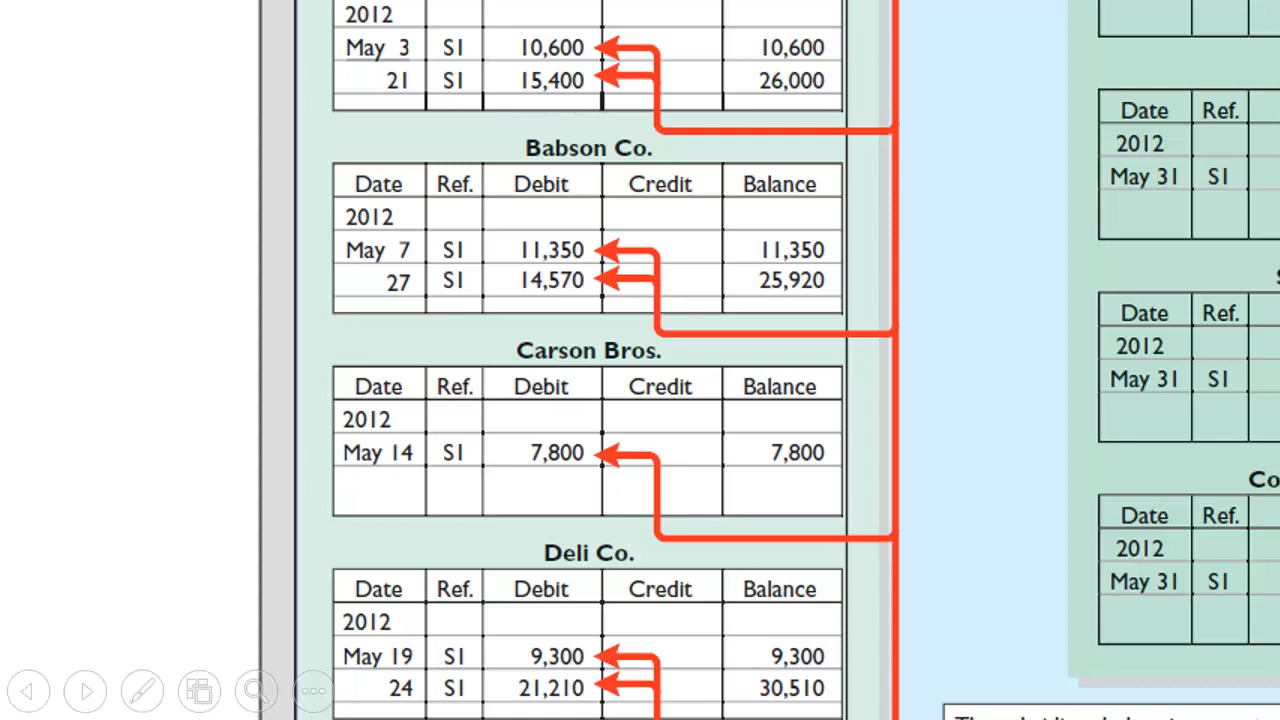 2012
May 3 S1 10,600 10,600
21 S1 15,400 26,000
Babson Co.
Date Ref. Debit Credit Balance
2012
May 7 S1 11,350 11,350
27 S1 14,570 25,920
Carson Bros.
Date Ref. Debit Credit Balance
2012
May 14 S1 7,800 7,800
Deli Co.
Date Ref. Debit Credit Balance
2012
May 19 S1 9,300 9,300
24 S1 21,210 30,510
Date Ref.
2012
May 31 S1
Date Ref.
2012
May 31 S1
Co
Date Ref.
2012
May 31 S1